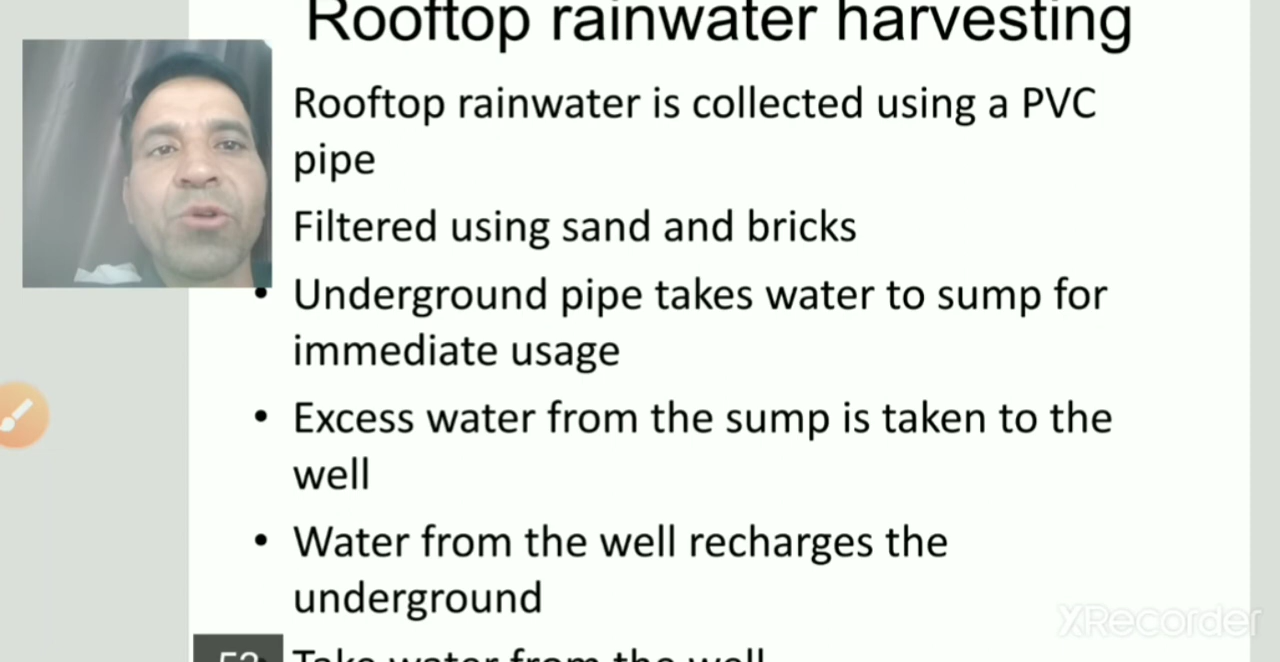 Rooftop rainwater harvesting
Rooftop rainwater is collected using a PVC
pipe
Filtered using sand and bricks
• Underground pipe takes water to sump for
immediate usage
• Excess water from the sump is taken to the
well
• Water from the well recharges the
underground
XRecorder
Take water from the well